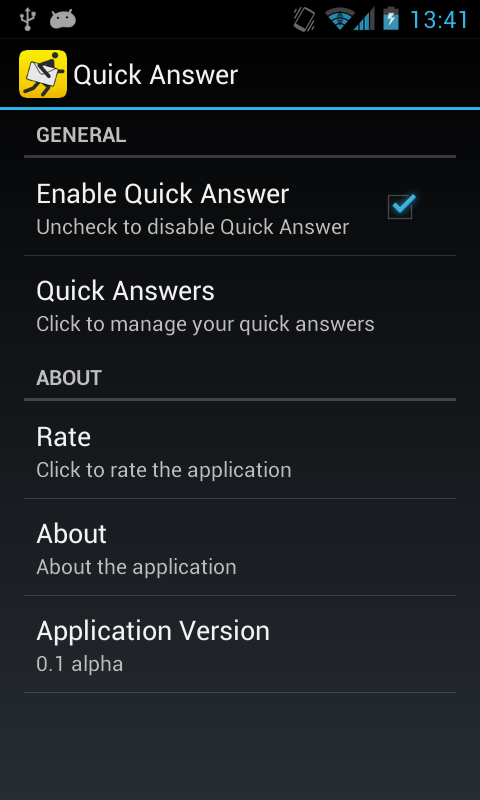 13:41
Quick Answer
GENERAL
Enable Quick Answer
Uncheck to disable Quick Answer
Quick Answers
Click to manage your quick answers
ABOUT
Rate
Click to rate the application
About
About the application
Application Version
0.1 alpha